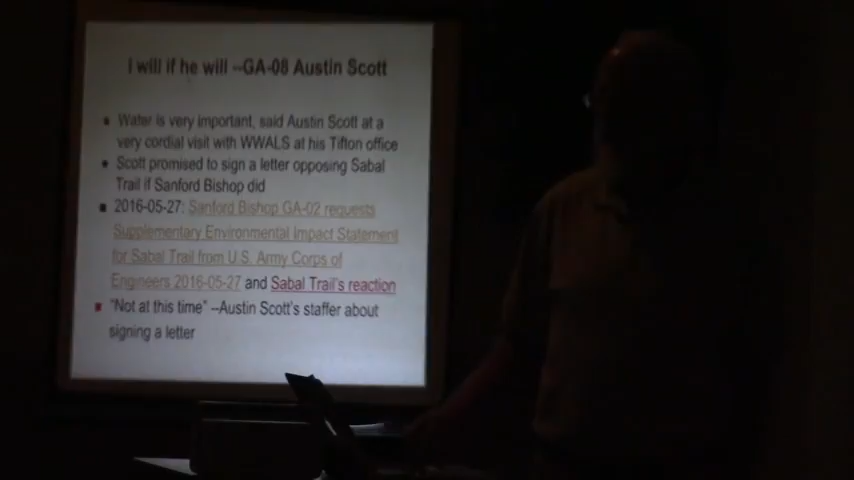 I will if he will --GA-08 Austin Scott
Water is very important, said Austin Scott at a
very cordial visit with WWALS at his Tifton office
Scott promised to sign a letter opposing Sabal
Trail if Sanford Bishop did
2016-05-27: Sanford Bishop GA-02 requests
Supplementary Environmental Impact Statement
for Sabal Trail from U.S. Army Corps of
Engineers 2016-05-27 and Sabal Trail's reaction
"Not at this time" --Austin Scott's staffer about
signing a letter